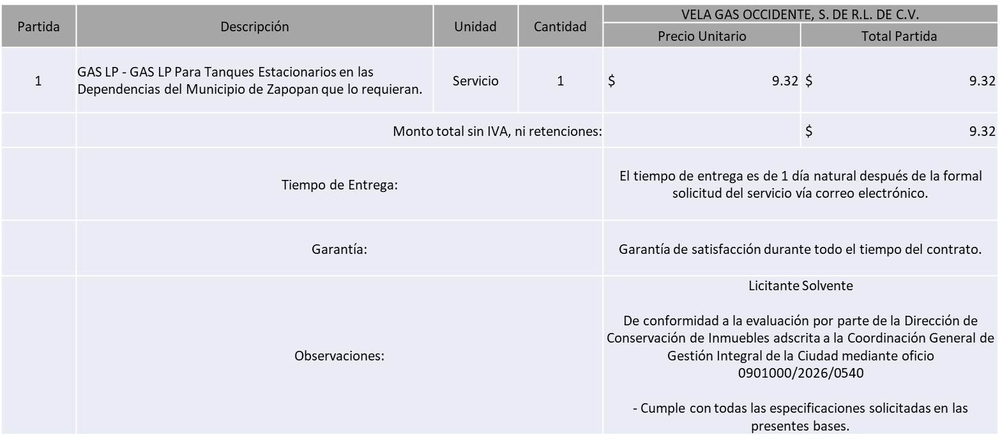 Partida Descripción Unidad Cantidad VELA GAS OCCIDENTE, S. DE R.L. DE C.V.
Precio Unitario Total Partida
1 GAS LP - GAS LP Para Tanques Estacionarios en las
Dependencias del Municipio de Zapopan que lo requieran. Servicio 1 $ 9.32 $ 9.32
Monto total sin IVA, ni retenciones: $ 9.32
Tiempo de Entrega: El tiempo de entrega es de 1 día natural después de la formal
solicitud del servicio vía correo electrónico.
Garantía: Garantía de satisfacción durante todo el tiempo del contrato.
Observaciones: Licitante Solvente
De conformidad a la evaluación por parte de la Dirección de
Conservación de Inmuebles adscrita a la Coordinación General de
Gestión Integral de la Ciudad mediante oficio
0901000/2026/0540
- Cumple con todas las especificaciones solicitadas en las
presentes bases.